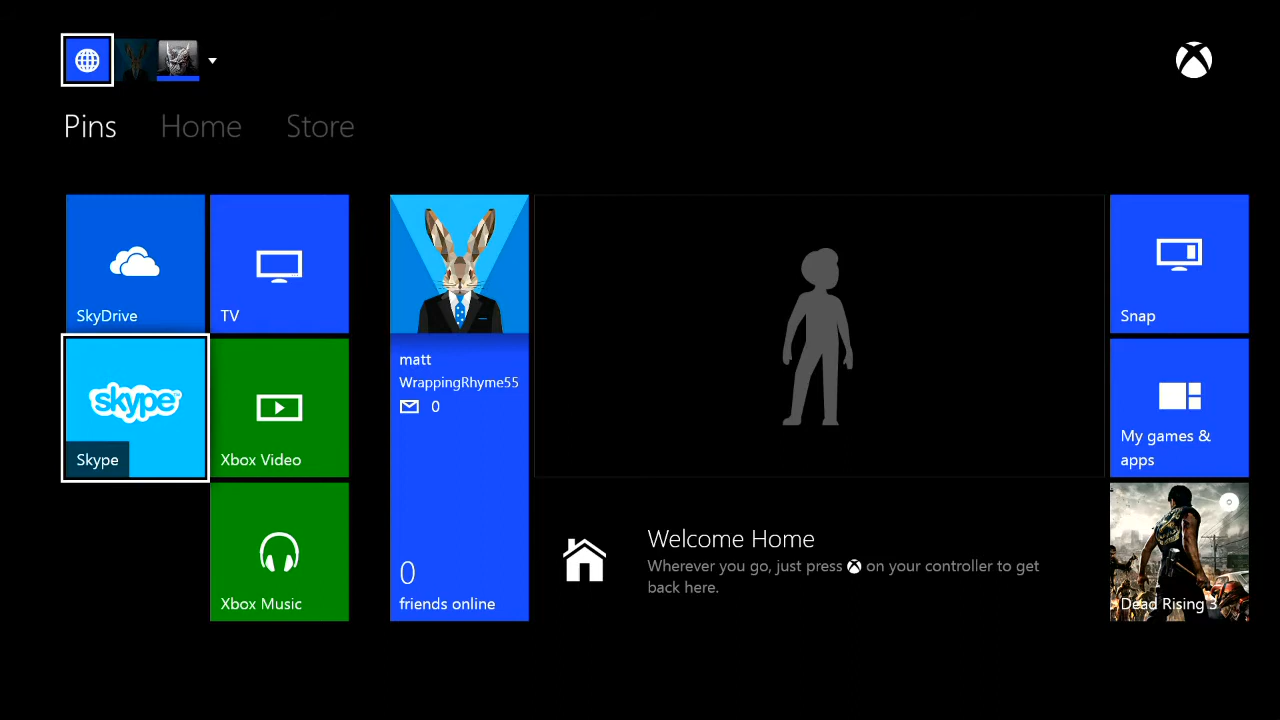 Pins Home Store
SkyDrive
TV
skype
Skype
Xbox Video
Xbox Music
matt
WrappingRhyme55
0
0
friends online
Welcome Home
Wherever you go, just press on your controller to get
back here.
Snap
My games &
apps
Dead Rising 3